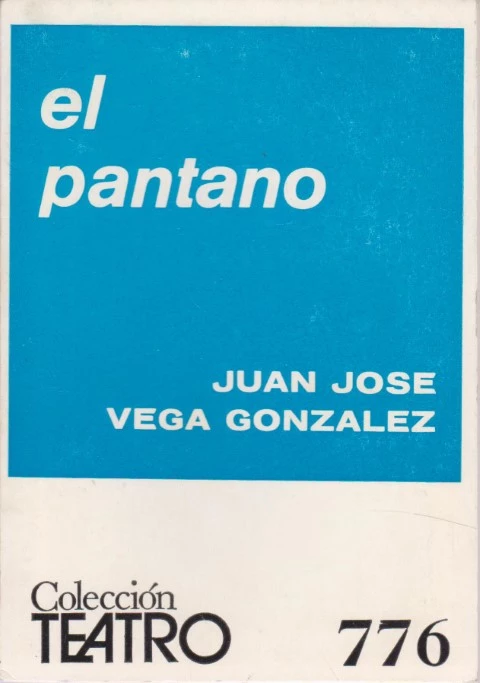 el
pantano
JUAN JOSE
VEGA GONZALEZ
Colección
TEATRO
776